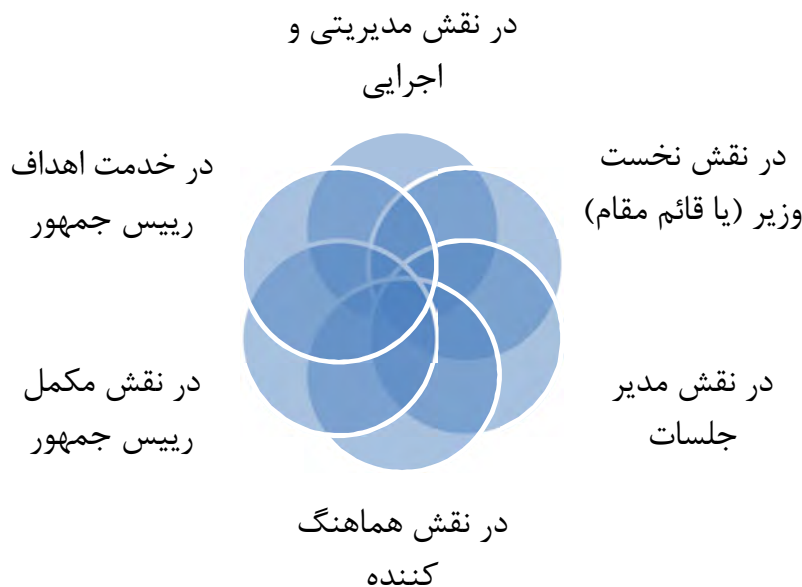 در نقش مدیریتی و
اجرایی
در نقش نخست
وزیر (یا قائم مقام)
در نقش مدیر
جلسات
در نقش هماهنگ
کننده
در نقش مکمل
رییس جمهور
در خدمت اهداف
رییس جمهور